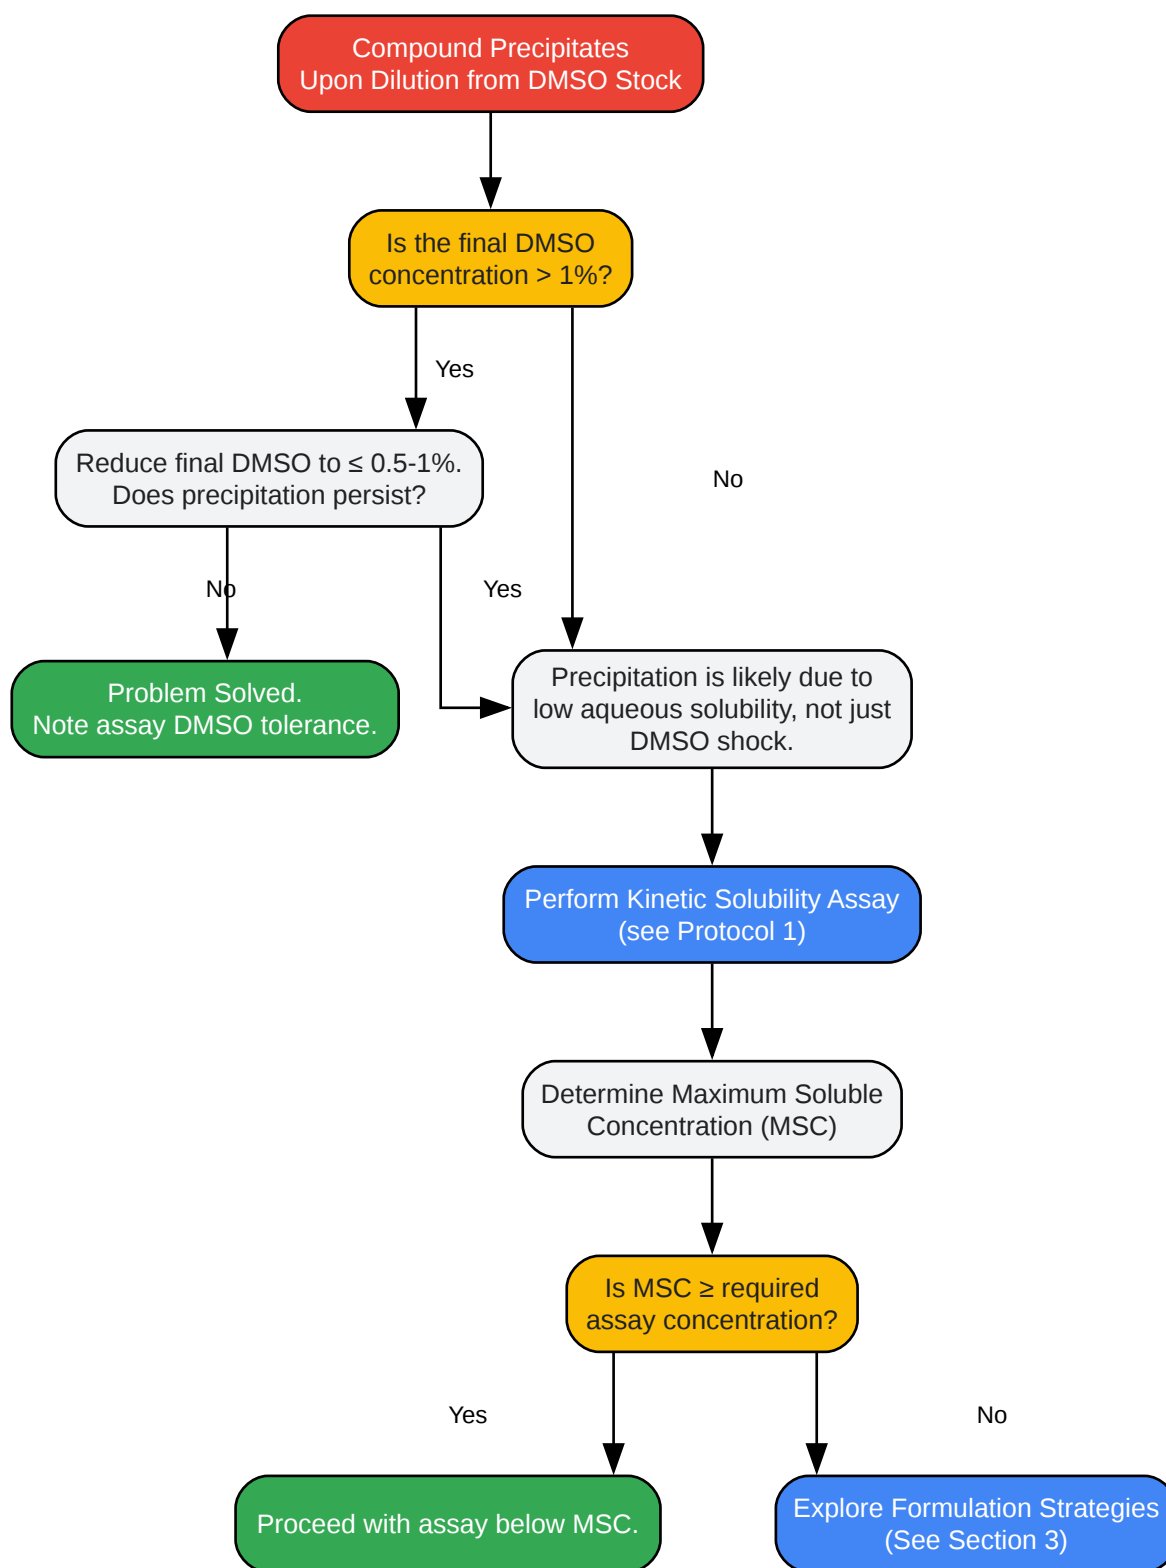 Compound Precipitates
Upon Dilution from DMSO Stock
Is the final DMSO
concentration > 1%?
Yes
Reduce final DMSO to ≤ 0.5-1%.
Does precipitation persist?
No
No
Yes
Problem Solved.
Note assay DMSO tolerance.
Precipitation is likely due to
low aqueous solubility, not just
DMSO shock.
Perform Kinetic Solubility Assay
(see Protocol 1)
Determine Maximum Soluble
Concentration (MSC)
Is MSC ≥ required
assay concentration?
Yes
No
Proceed with assay below MSC.
Explore Formulation Strategies
(See Section 3)